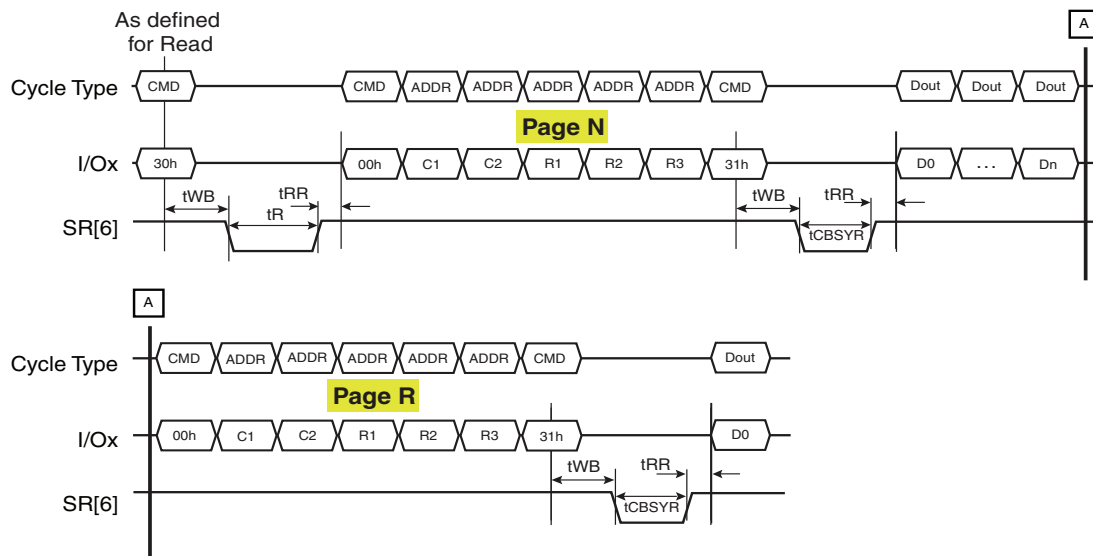 As defined
for Read
A
Cycle Type CMD CMD ADDR ADDR ADDR ADDR ADDR CMD Dout Dout Dout
Page N
I/Ox 30h 00h C1 C2 R1 R2 R3 31h D0 ... Dn
tWB tRR tWB tRR
tR
SR[6] tCBSYR
A
Cycle Type CMD ADDR ADDR ADDR ADDR ADDR CMD Dout
Page R
I/Ox 00h C1 C2 R1 R2 R3 31h D0
tWB tRR
SR[6] tCBSYR